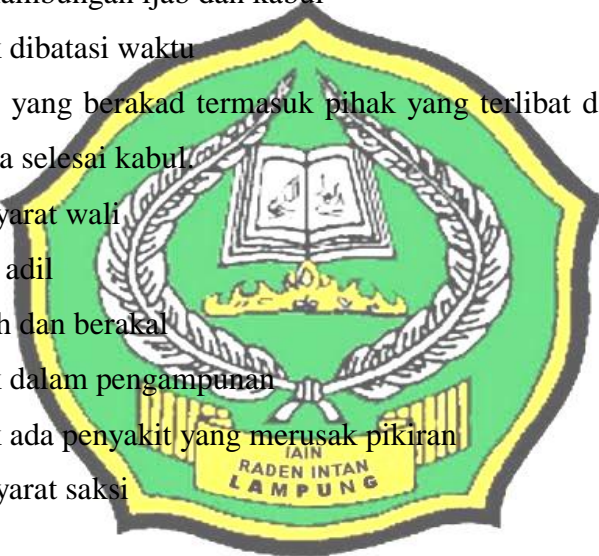 ambungan ijab dan kabul
dibatasi waktu
yang berakad termasuk pihak yang terlibat d
a selesai kabul.
yarat wali
adil
h dan berakal
dalam pengampunan
ada penyakit yang merusak pikiran
yarat saksi
IAIN
RADEN INTAN
LAMPUNG